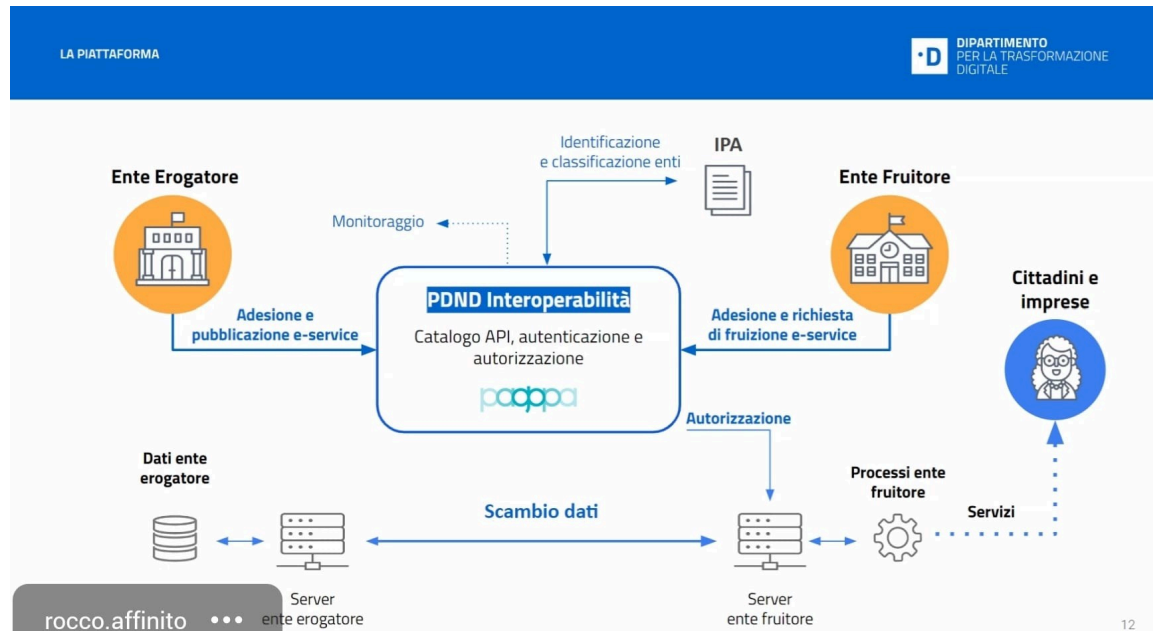 LA PIATTAFORMA
·D
DIPARTIMENTO
PER LA TRASFORMAZIONE
DIGITALE
Identificazione
e classificazione enti
IPA
Ente Erogatore
Ente Fruitore
Monitoraggio
Cittadini e
imprese
PDND Interoperabilità
Adesione e
pubblicazione e-service
Catalogo API, autenticazione e
autorizzazione
Adesione e richiesta
di fruizione e-service
pagopa
Autorizzazione
Dati ente
erogatore
Processi ente
fruitore
Scambio dati
Servizi
Server
ente erogatore
Server
ente fruitore
rocco.affinito
12